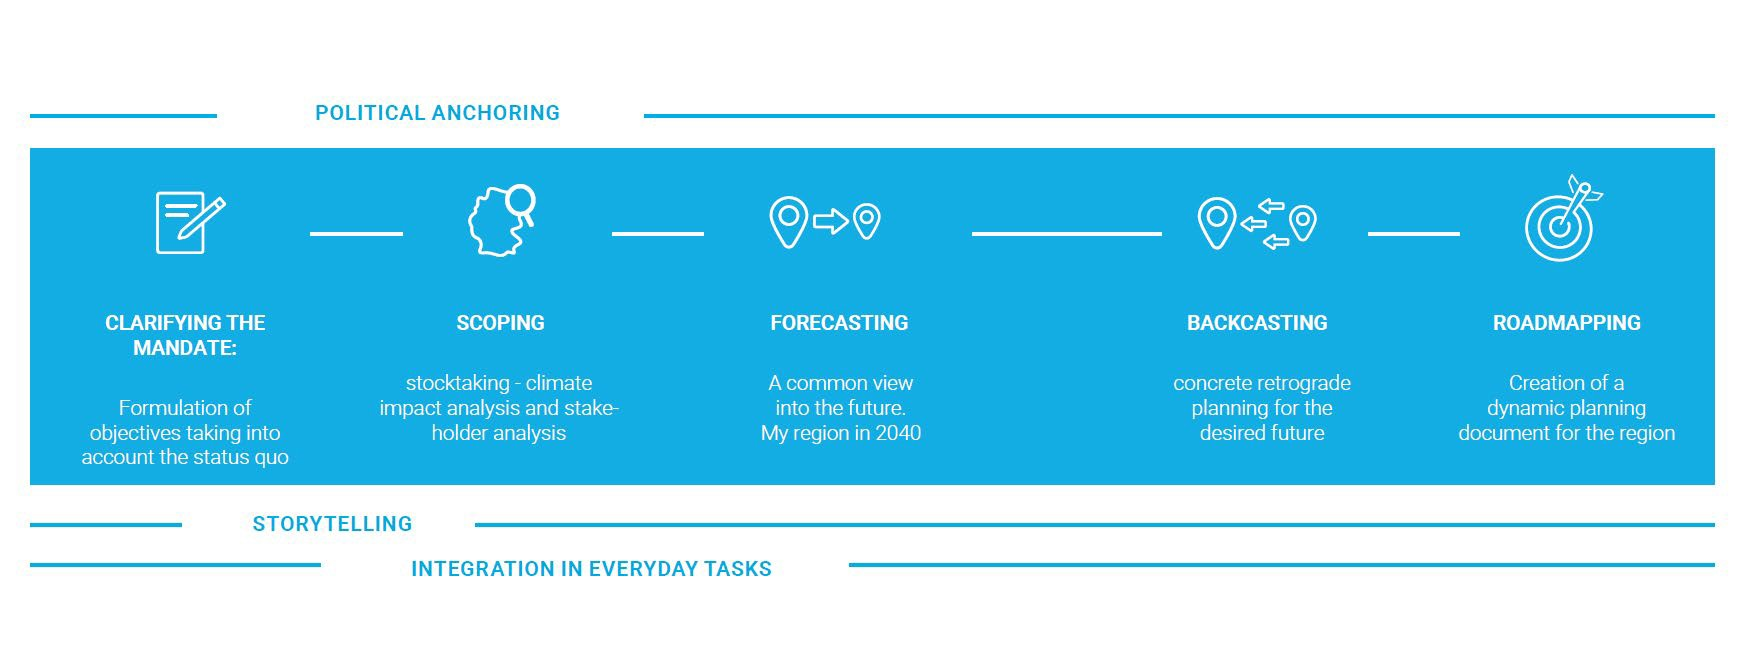 POLITICAL ANCHORING
CLARIFYING THE
MANDATE:
Formulation of
objectives taking into
account the status quo
SCOPING
stocktaking - climate
impact analysis and stake-
holder analysis
FORECASTING
A common view
into the future.
My region in 2040
BACKCASTING
concrete retrograde
planning for the
desired future
ROADMAPPING
Creation of a
dynamic planning
document for the region
STORYTELLING
INTEGRATION IN EVERYDAY TASKS